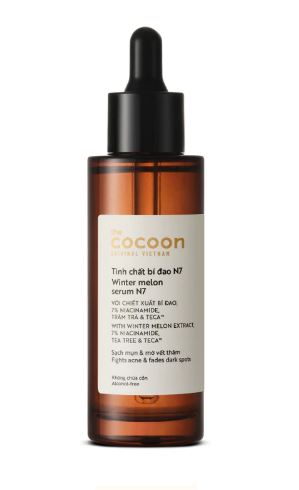 the
cocoon
ORIGINAL VIETNAM
Tinh chất bí đao N7
Winter melon
serum N7
VỚI CHIẾT XUẤT BÍ ĐAO,
7% NIACINAMIDE,
TRÀM TRÀ & TECA™
WITH WINTER MELON EXTRACT,
7% NIACINAMIDE,
TEA TREE & TECA™
Sạch mụn & mờ vết thâm
Fights acne & fades dark spots
Không chứa cồn
Alcohol-free